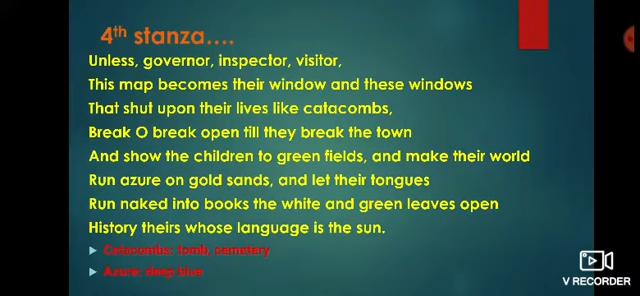 4th stanza....
Unless, governor, inspector, visitor,
This map becomes their window and these windows
That shut upon their lives like catacombs,
Break O break open till they break the town
And show the children to green fields, and make their world
Run azure on gold sands, and let their tongues
Run naked into books the white and green leaves open
History theirs whose language is the sun.
Catacombs: tomb, cemetery
Azure: deep blue
V RECORDER